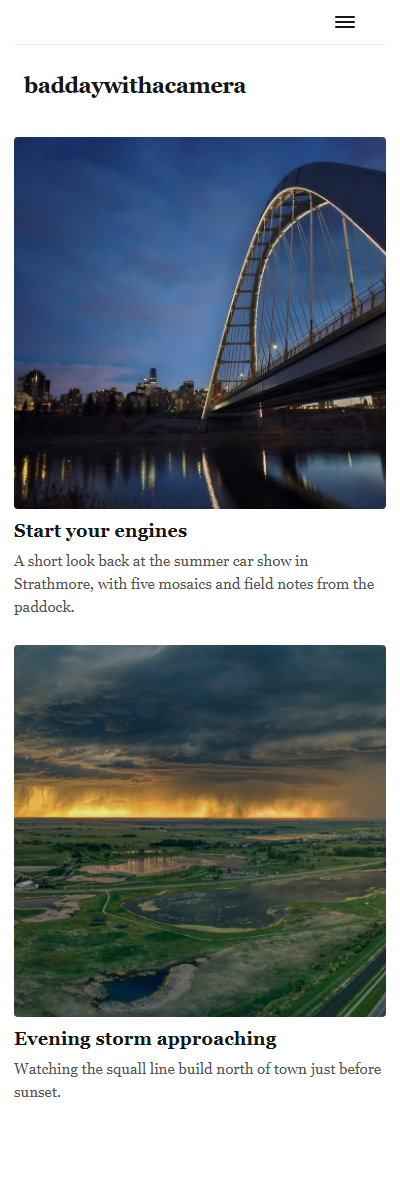 baddaywithacamera
Start your engines
A short look back at the summer car show in
Strathmore, with five mosaics and field notes from the
paddock.
Evening storm approaching
Watching the squall line build north of town just before
sunset.